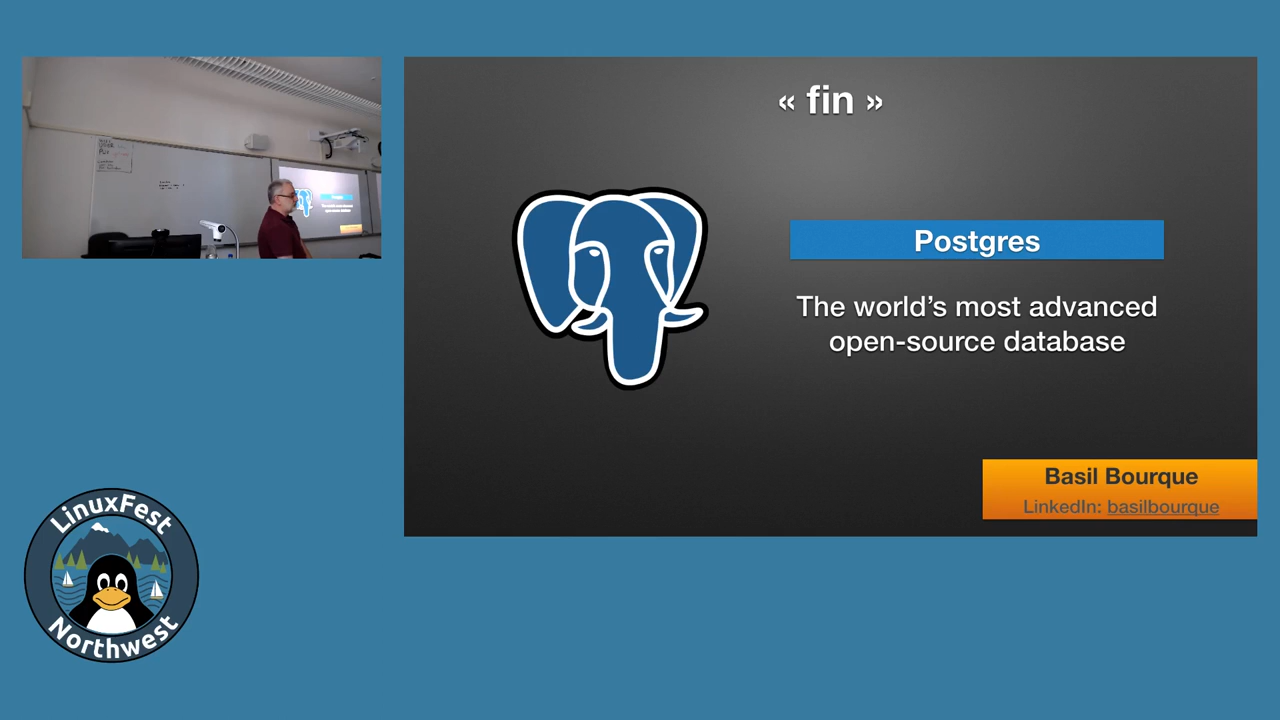 « fin »
Postgres
The world’s most advanced
open-source database
Basil Bourque
LinkedIn: basilbourque
LinuxFest
Northwest